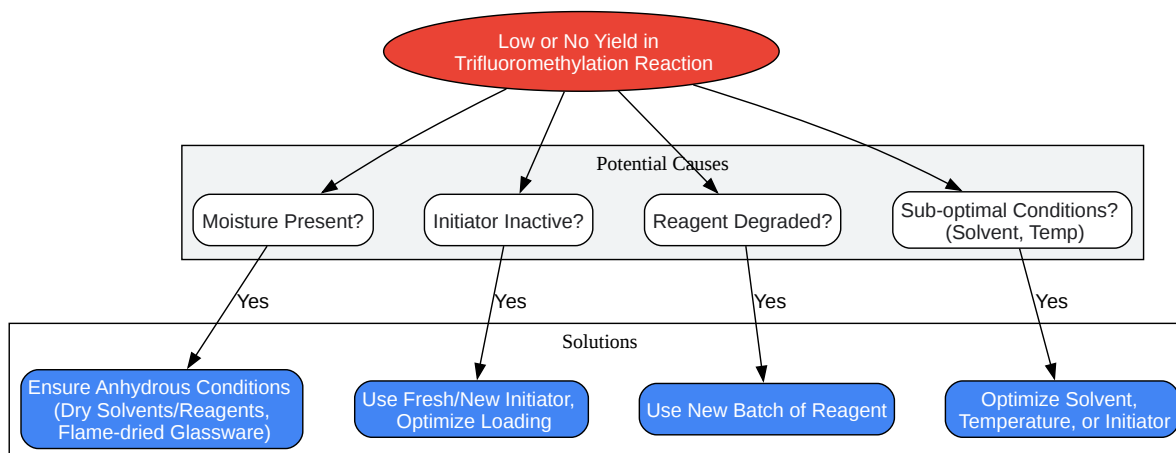 Low or No Yield in
Trifluoromethylation Reaction
Potential Causes
Moisture Present?
Initiator Inactive?
Reagent Degraded?
Sub-optimal Conditions?
(Solvent, Temp)
Yes
Yes
Yes
Yes
Solutions
Ensure Anhydrous Conditions
(Dry Solvents/Reagents,
Flame-dried Glassware)
Use Fresh/New Initiator,
Optimize Loading
Use New Batch of Reagent
Optimize Solvent,
Temperature, or Initiator